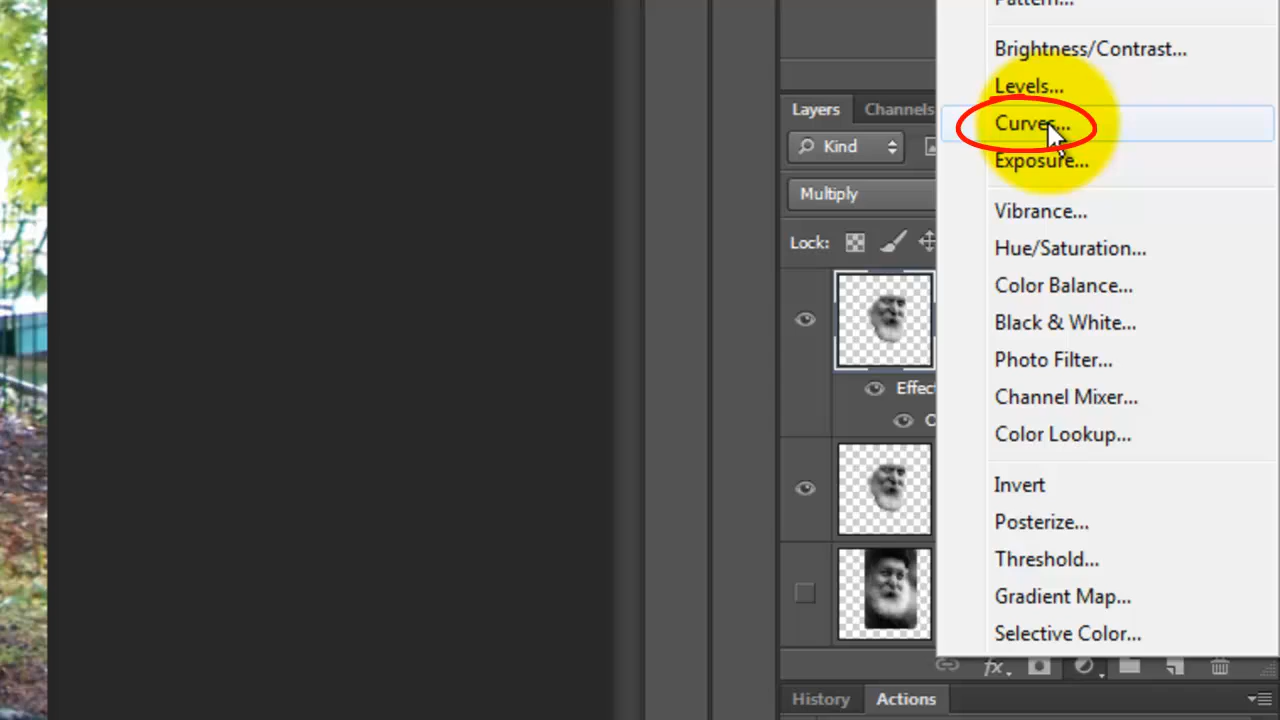 Pattern...
Brightness/Contrast...
Levels...
Layers
Channels
Curves...
Kind
Exposure...
Multiply
Vibrance...
Lock:
Hue/Saturation...
Color Balance...
Black & White...
Photo Filter...
Effec
Channel Mixer...
Color Lookup...
Invert
Posterize...
Threshold...
Gradient Map...
Selective Color...
fx
History
Actions